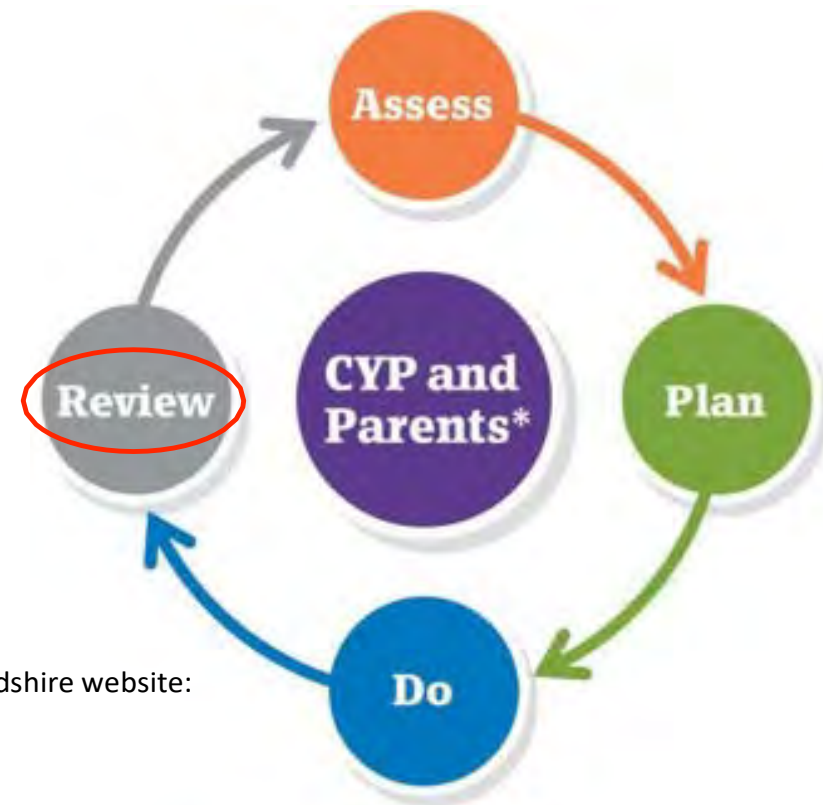 Assess
Review
CYP and
Parents*
Plan
dshire website:
Do